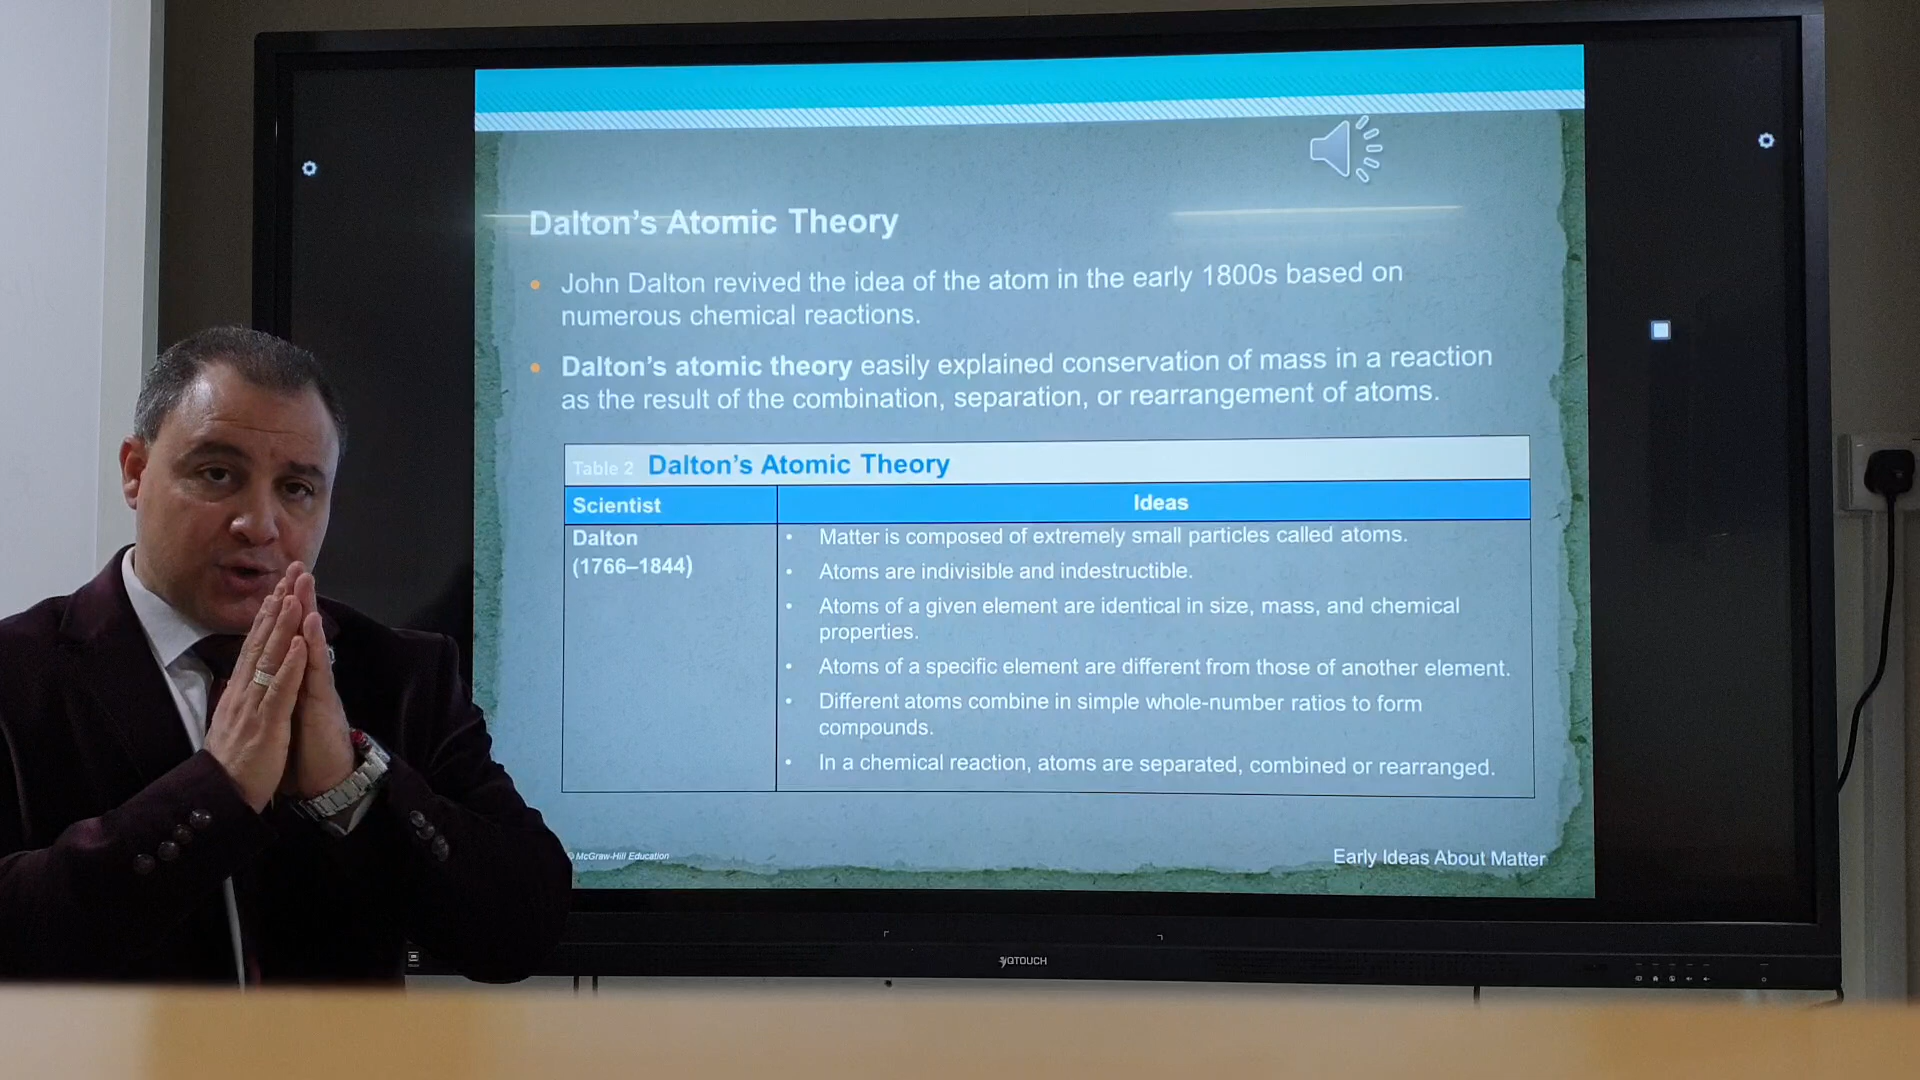 Dalton’s Atomic Theory
• John Dalton revived the idea of the atom in the early 1800s based on
numerous chemical reactions.
• Dalton’s atomic theory easily explained conservation of mass in a reaction
as the result of the combination, separation, or rearrangement of atoms.
Table 2 Dalton’s Atomic Theory
Scientist Ideas
Dalton
(1766–1844)
• Matter is composed of extremely small particles called atoms.
• Atoms are indivisible and indestructible.
• Atoms of a given element are identical in size, mass, and chemical
properties.
• Atoms of a specific element are different from those of another element.
• Different atoms combine in simple whole-number ratios to form
compounds.
• In a chemical reaction, atoms are separated, combined or rearranged.
© McGraw-Hill Education
Early Ideas About Matter
QTOUCH